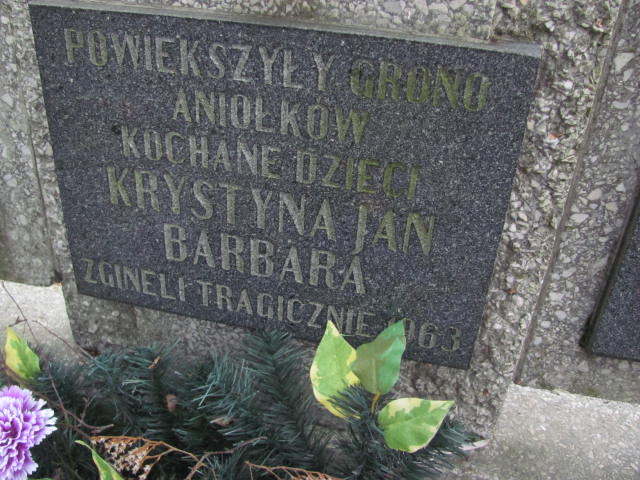 POWIEKSZYŁY GRONO
ANIOŁKÓW
KOCHANE DZIECI
KRYSTYNA JAN
BARBARA
ZGINELI TRAGICZNIE 1963